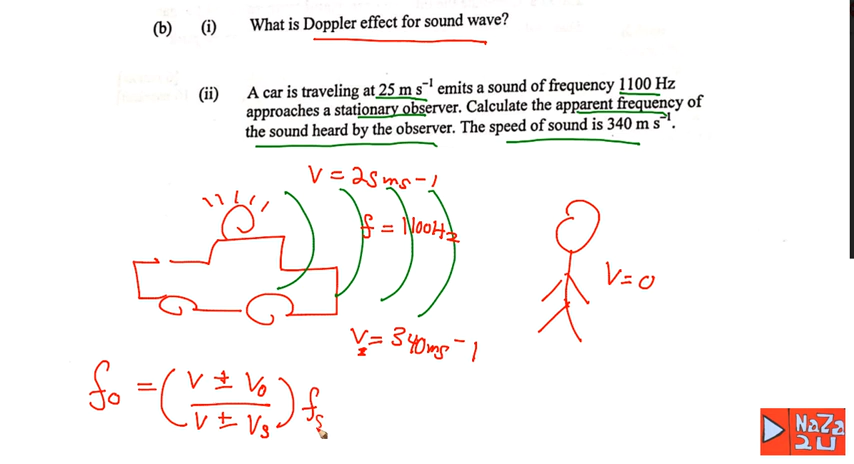 (b) (i) What is Doppler effect for sound wave?
(ii) A car is traveling at 25 m s⁻¹ emits a sound of frequency 1100 Hz
approaches a stationary observer. Calculate the apparent frequency of
the sound heard by the observer. The speed of sound is 340 m s⁻¹.
V = 25ms-1
f = 1100Hz
V=0
V= 340ms-1
fo = (V ± Vo / V ± Vs) fs
NaZa
2U